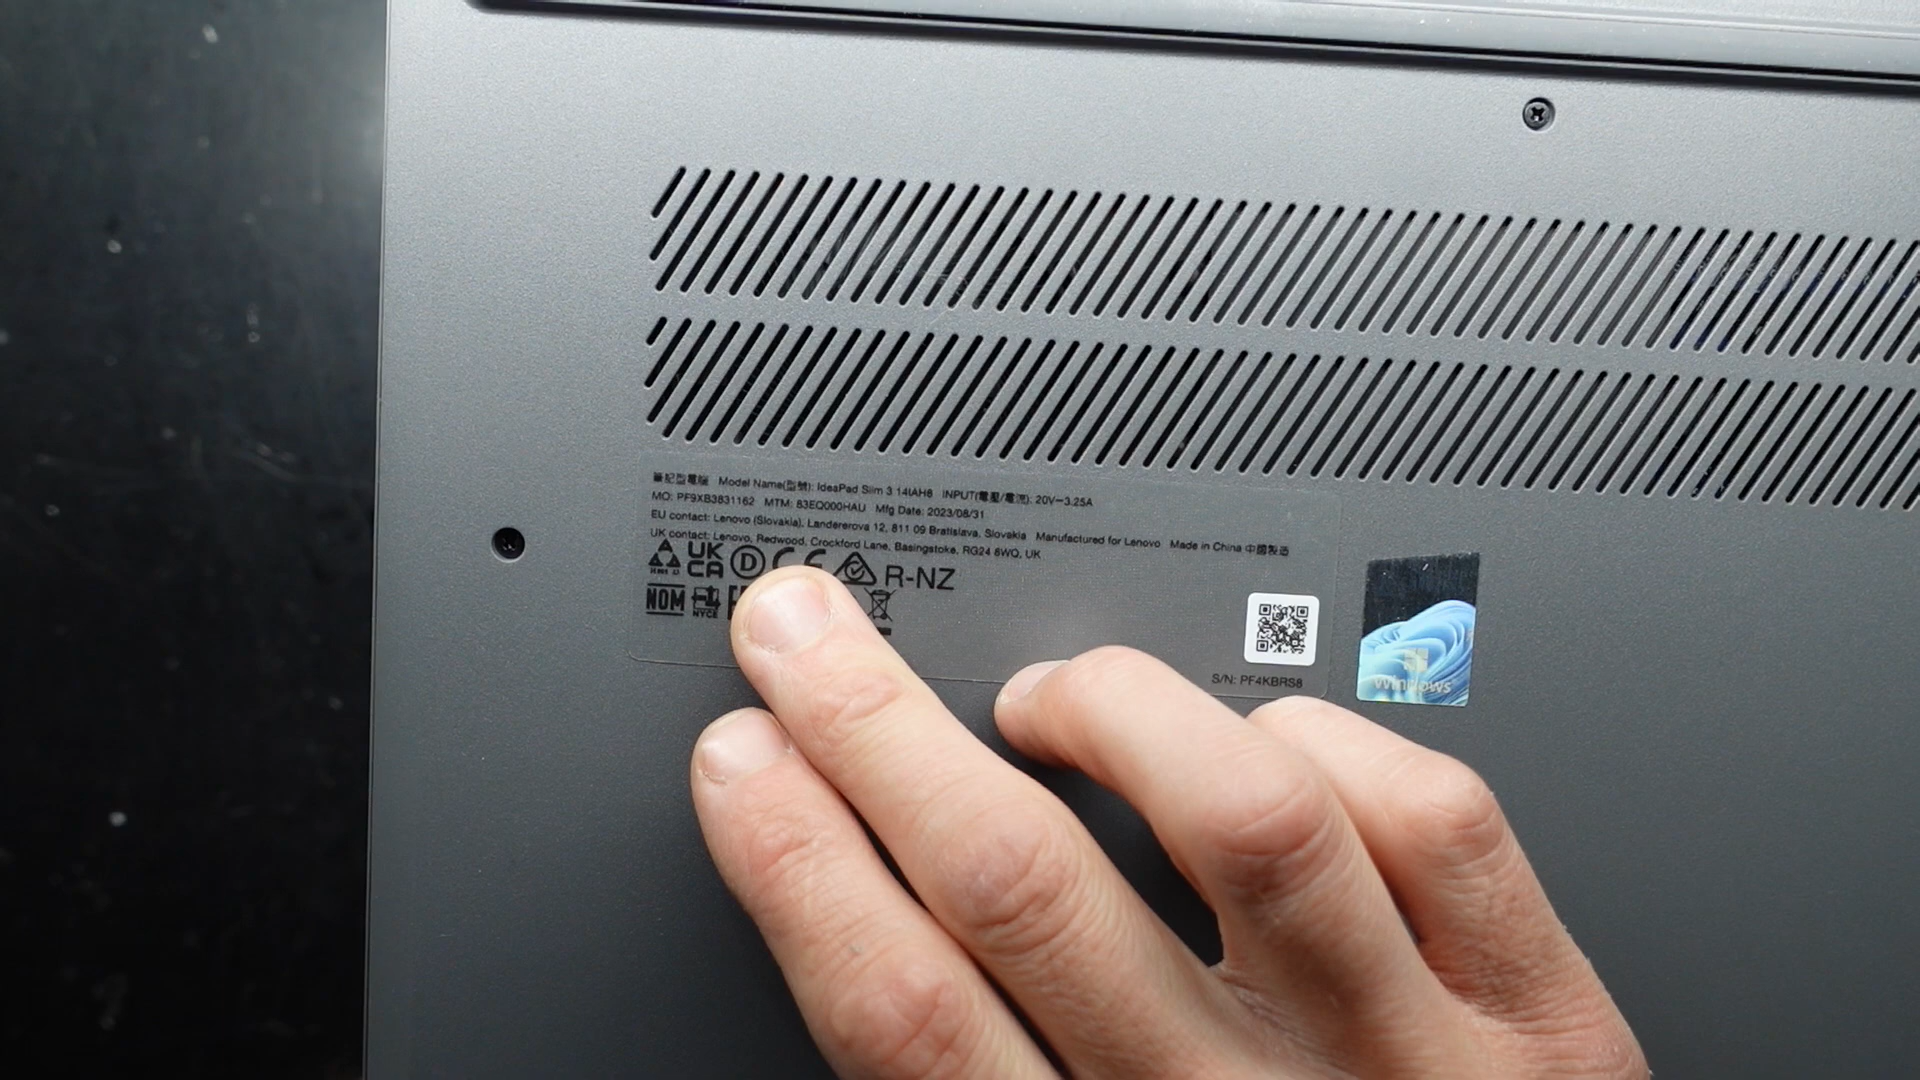 筆記型電腦 Model Name(型號): IdeaPad Slim 3 14IAH8 INPUT(電壓/電流): 20V⎓3.25A
MO: PF9XB3831162 MTM: 83EQ000HAU Mfg Date: 2023/08/31
EU contact: Lenovo (Slovakia), Landererova 12, 811 09 Bratislava, Slovakia Manufactured for Lenovo Made in China 中國製造
UK contact: Lenovo, Redwood, Crockford Lane, Basingstoke, RG24 8WQ, UK
UK CA D CE R-NZ
NOM NYCE
S/N: PF4KBRS8
Windows